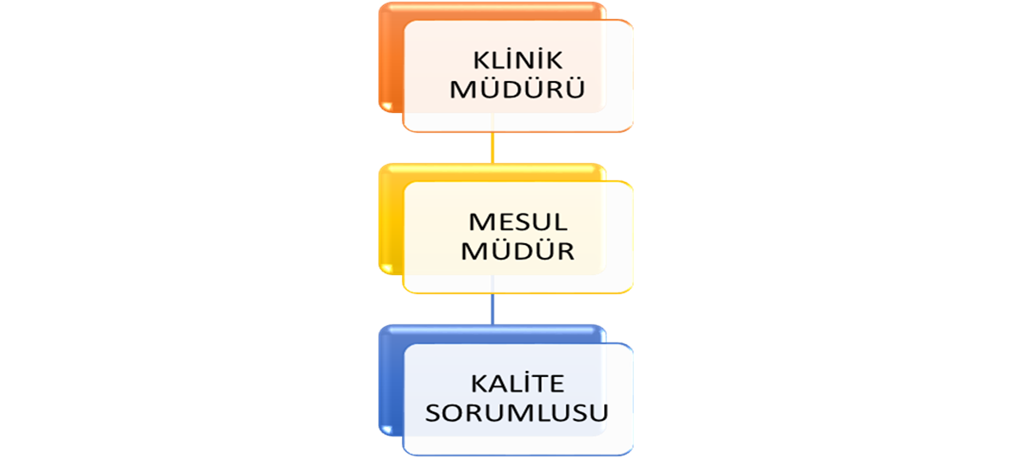 KLİNİK
MÜDÜRÜ
MESUL
MÜDÜR
KALİTE
SORUMLUSU